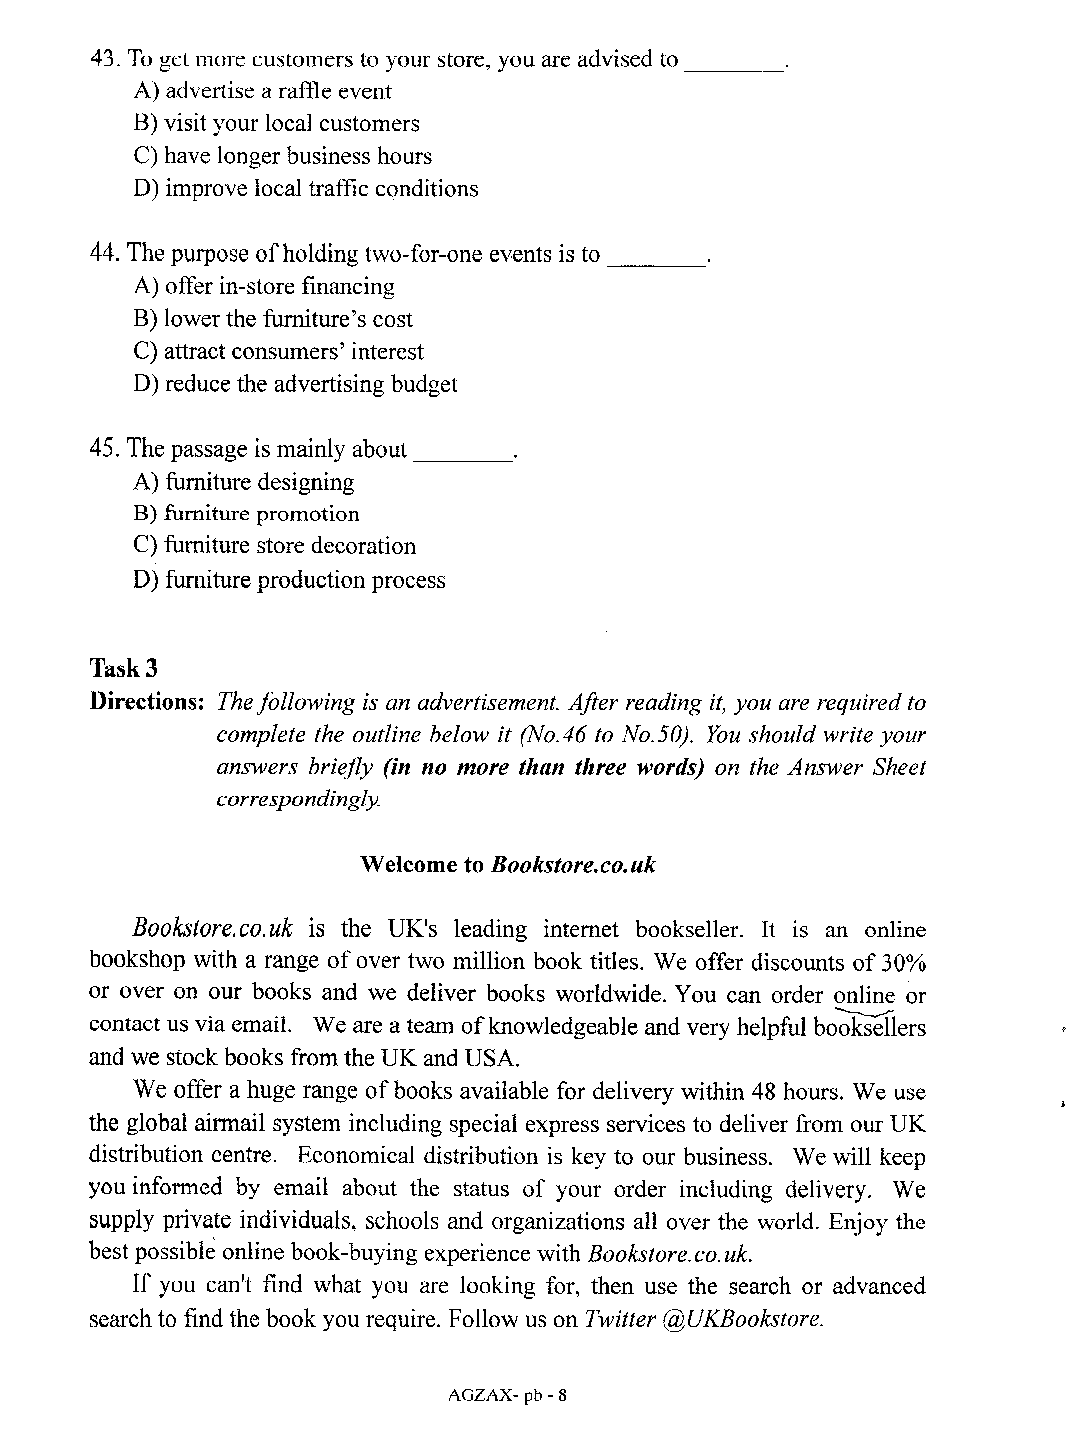 43. To get more customers to your store, you are advised to ________.
A) advertise a raffle event
B) visit your local customers
C) have longer business hours
D) improve local traffic conditions
44. The purpose of holding two-for-one events is to ________.
A) offer in-store financing
B) lower the furniture's cost
C) attract consumers' interest
D) reduce the advertising budget
45. The passage is mainly about ________.
A) furniture designing
B) furniture promotion
C) furniture store decoration
D) furniture production process
Task 3
Directions: The following is an advertisement. After reading it, you are required to
complete the outline below it (No.46 to No.50). You should write your
answers briefly (in no more than three words) on the Answer Sheet
correspondingly.
Welcome to Bookstore.co.uk
Bookstore.co.uk is the UK's leading internet bookseller. It is an online
bookshop with a range of over two million book titles. We offer discounts of 30%
or over on our books and we deliver books worldwide. You can order online or
contact us via email. We are a team of knowledgeable and very helpful booksellers
and we stock books from the UK and USA.
We offer a huge range of books available for delivery within 48 hours. We use
the global airmail system including special express services to deliver from our UK
distribution centre. Economical distribution is key to our business. We will keep
you informed by email about the status of your order including delivery. We
supply private individuals, schools and organizations all over the world. Enjoy the
best possible online book-buying experience with Bookstore.co.uk.
If you can't find what you are looking for, then use the search or advanced
search to find the book you require. Follow us on Twitter @UKBookstore.
AGZAX- pb - 8